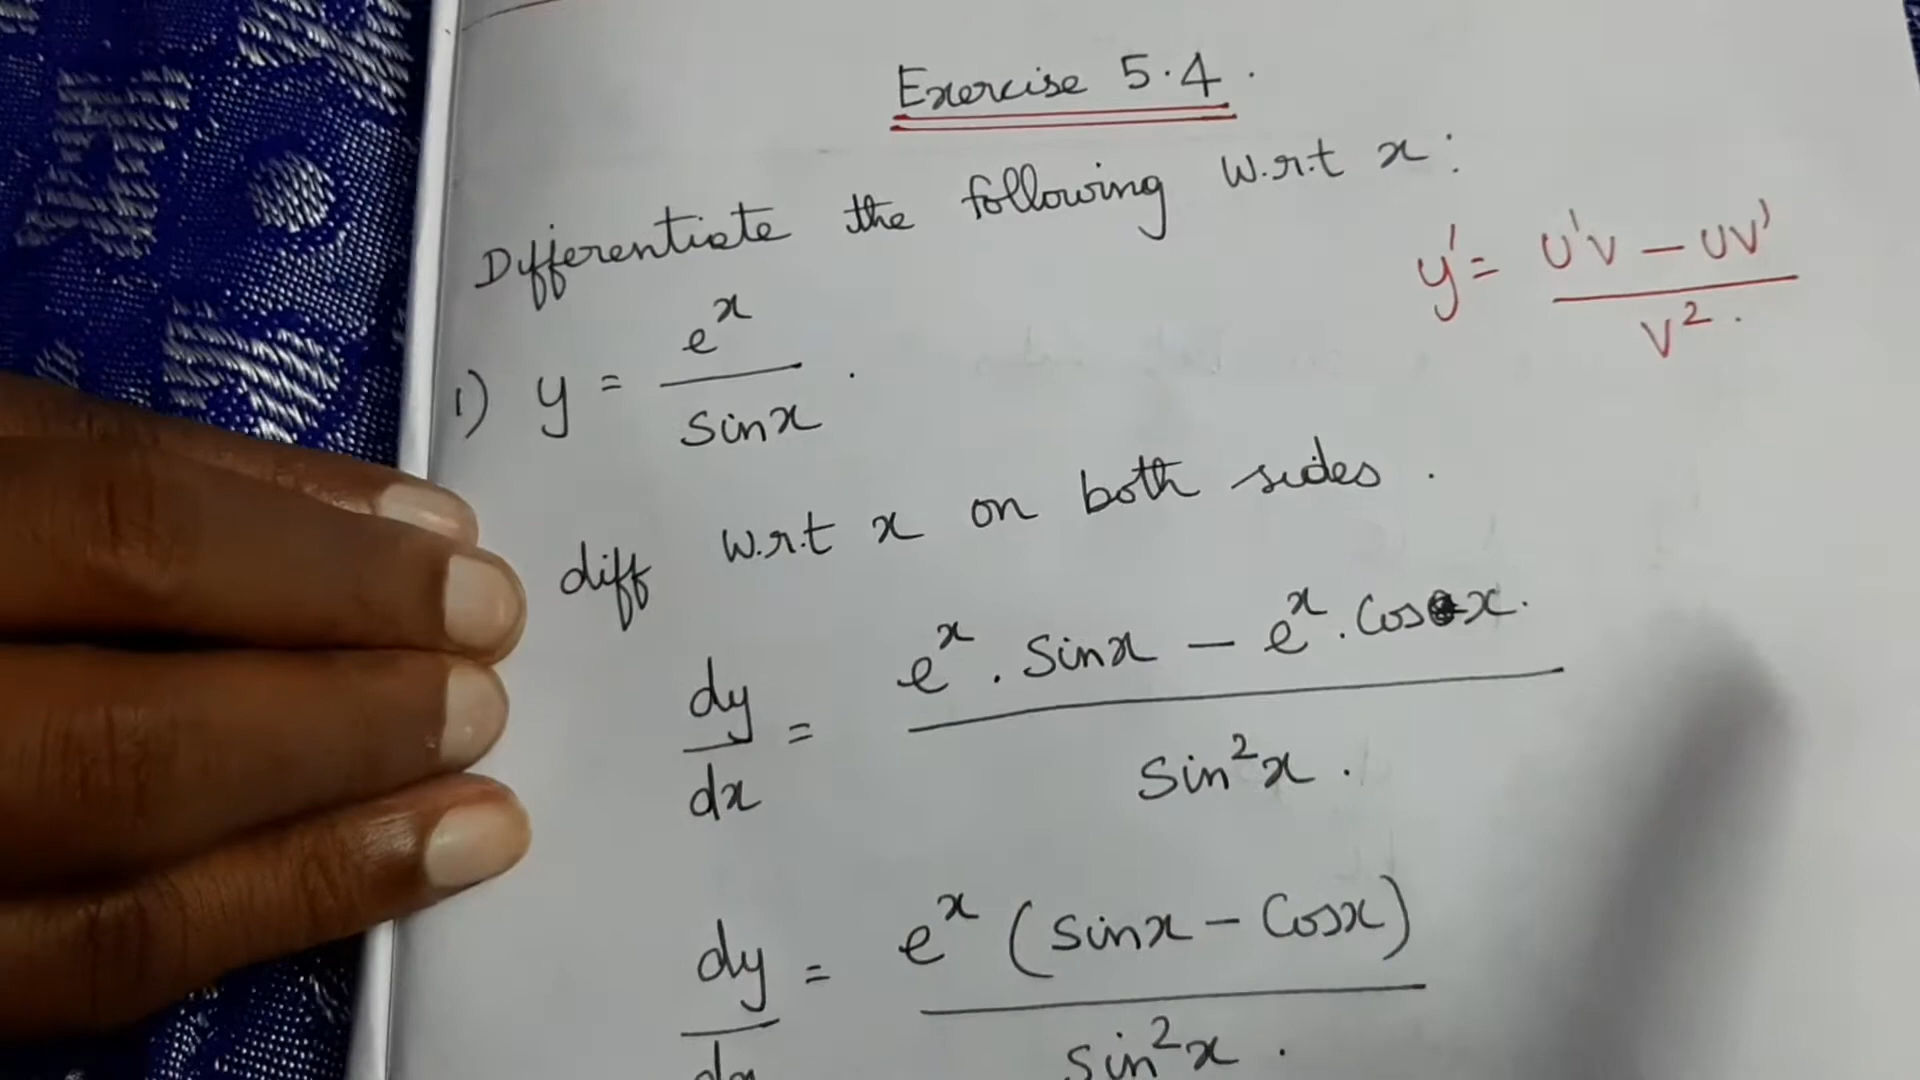 Exercise 5.4.
Differentiate the following w.r.t x:
y' = u'v - uv' / v².
1) y = e^x / sinx.
diff w.r.t x on both sides.
dy/dx = e^x . sinx - e^x . cosx. / sin²x.
dy/dx = e^x (sinx - cosx) / sin²x.